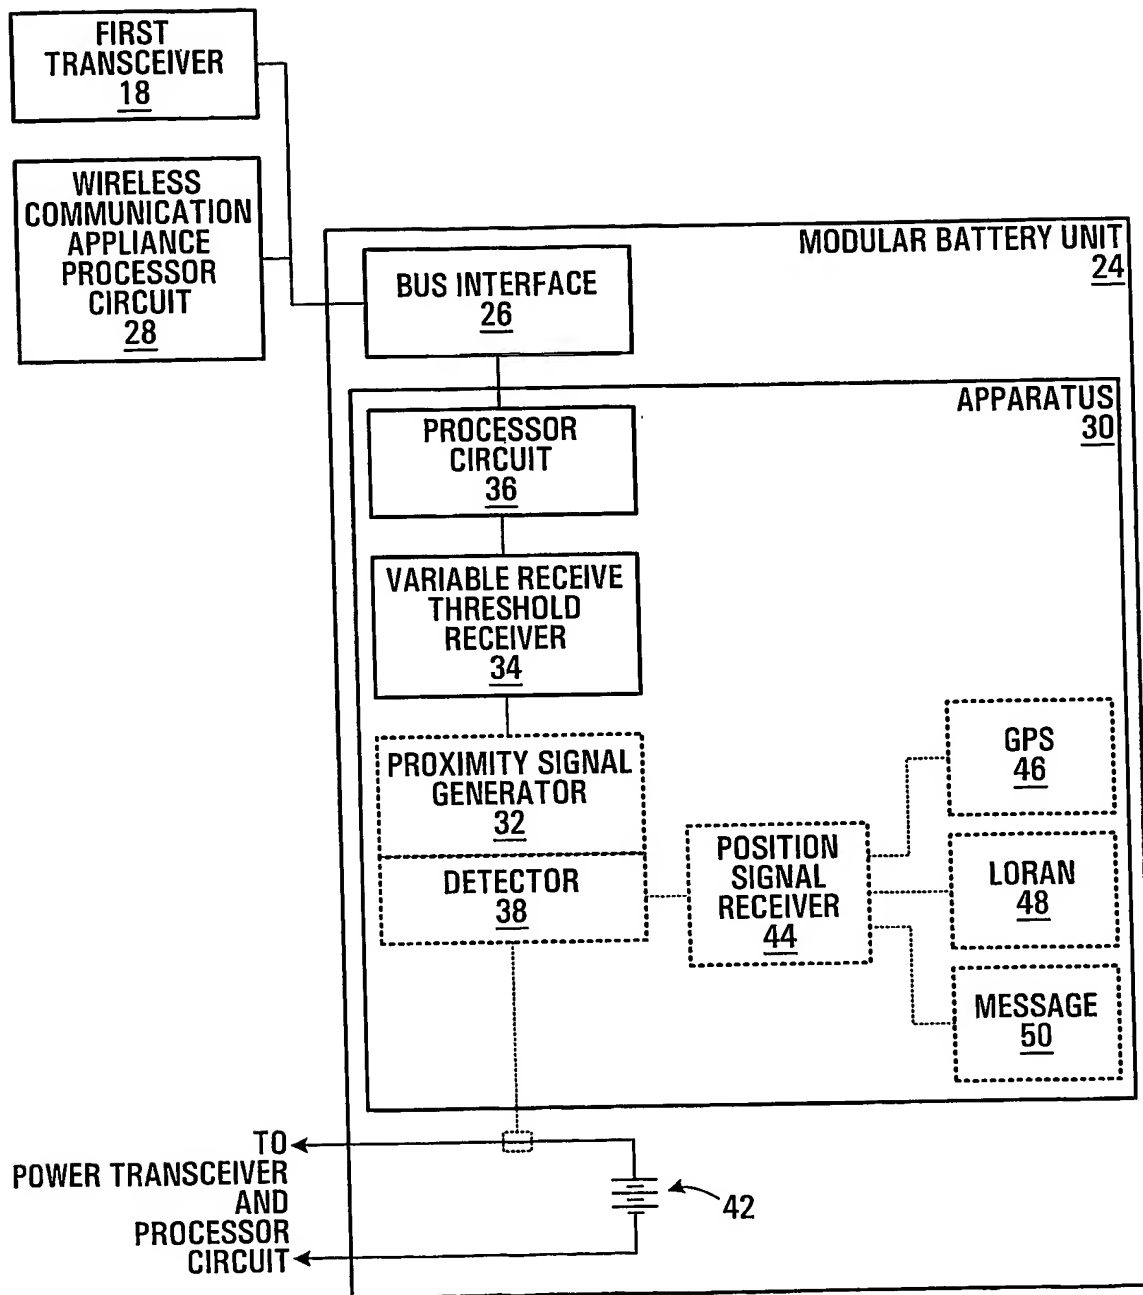 FIRST
TRANSCEIVER
18
WIRELESS
COMMUNICATION
APPLIANCE
PROCESSOR
CIRCUIT
28
MODULAR BATTERY UNIT
24
BUS INTERFACE
26
APPARATUS
30
PROCESSOR
CIRCUIT
36
VARIABLE RECEIVE
THRESHOLD
RECEIVER
34
PROXIMITY SIGNAL
GENERATOR
32
DETECTOR
38
POSITION
SIGNAL
RECEIVER
44
GPS
46
LORAN
48
MESSAGE
50
TO
POWER TRANSCEIVER
AND
PROCESSOR
CIRCUIT
42